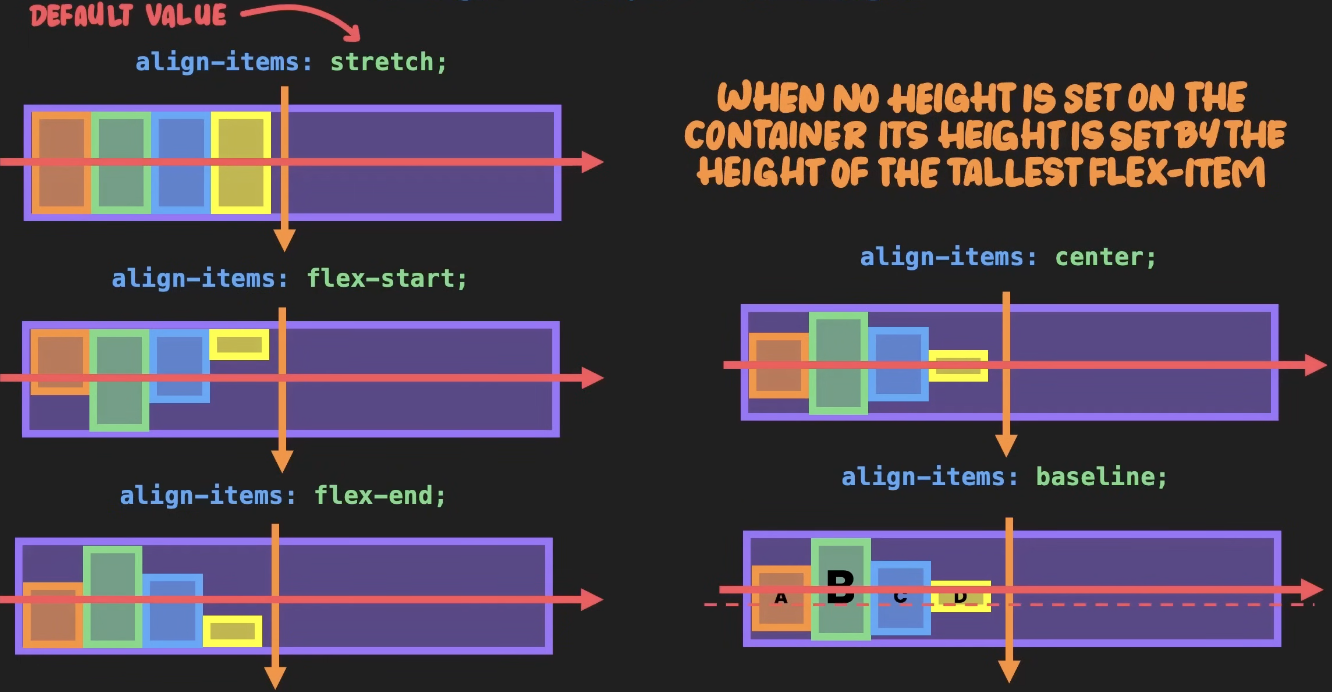 DEFAULT VALUE
align-items: stretch;
WHEN NO HEIGHT IS SET ON THE
CONTAINER ITS HEIGHT IS SET BY THE
HEIGHT OF THE TALLEST FLEX-ITEM
align-items: flex-start;
align-items: flex-end;
align-items: center;
align-items: baseline;
A B C D